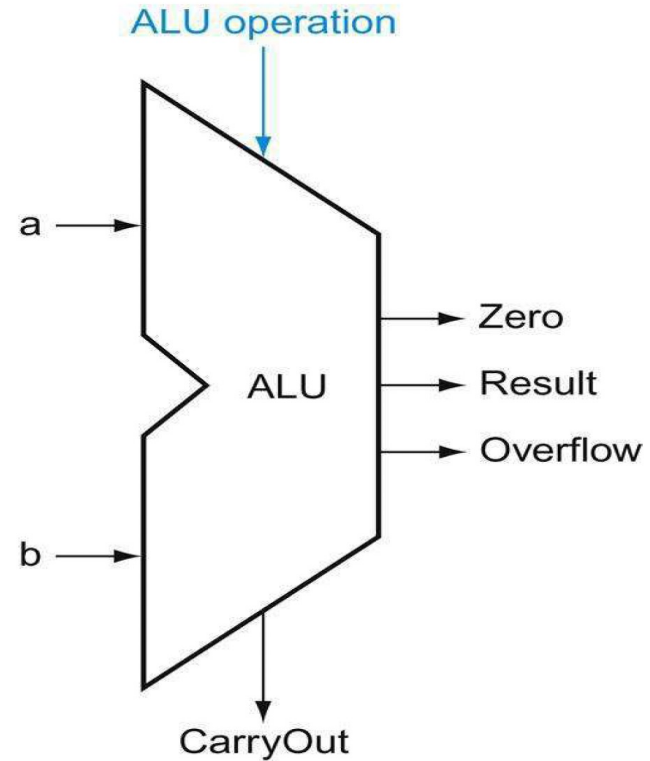 ALU operation
a
Zero
ALU
Result
Overflow
b
CarryOut